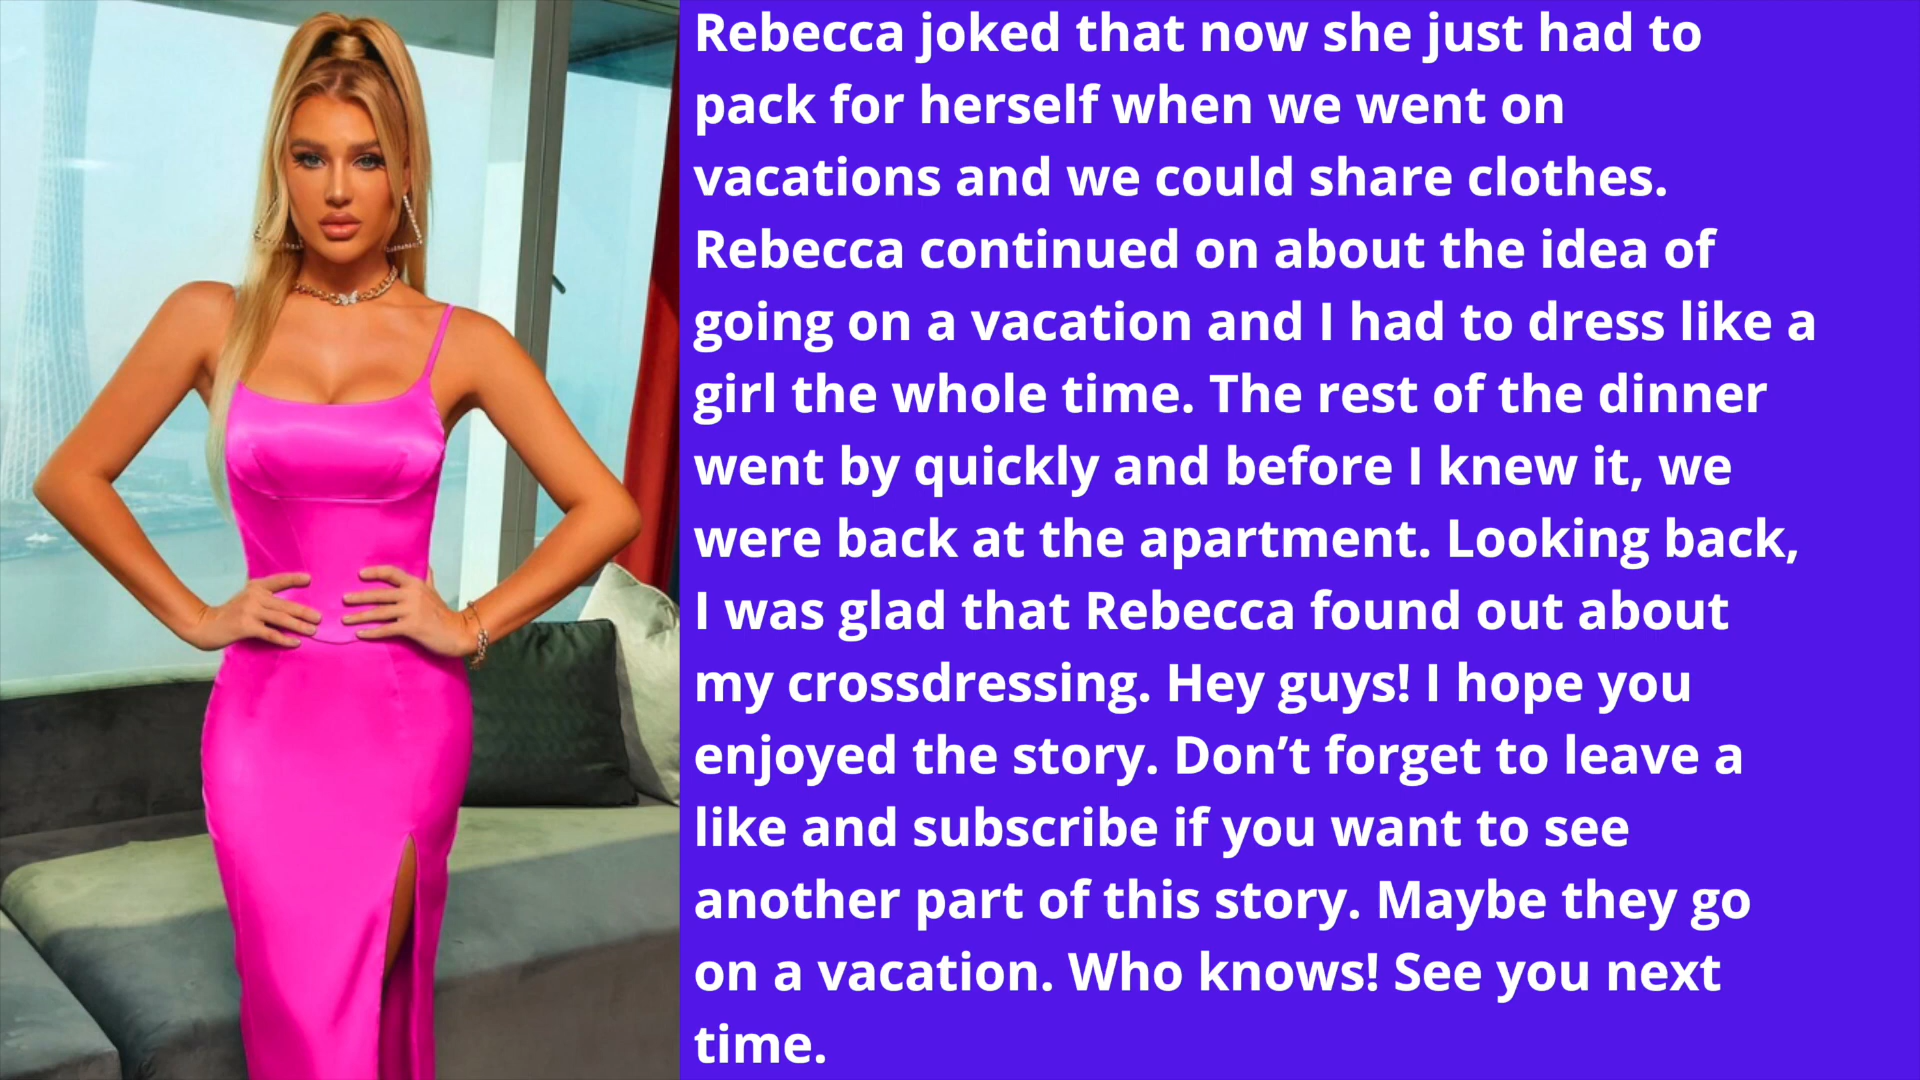 Rebecca joked that now she just had to
pack for herself when we went on
vacations and we could share clothes.
Rebecca continued on about the idea of
going on a vacation and I had to dress like a
girl the whole time. The rest of the dinner
went by quickly and before I knew it, we
were back at the apartment. Looking back,
I was glad that Rebecca found out about
my crossdressing. Hey guys! I hope you
enjoyed the story. Don’t forget to leave a
like and subscribe if you want to see
another part of this story. Maybe they go
on a vacation. Who knows! See you next
time.